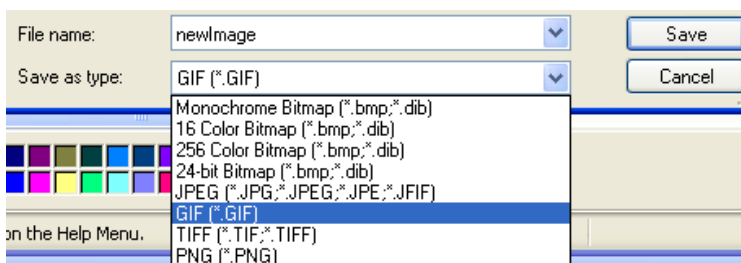 File name: newImage Save
Save as type: GIF (*.GIF) Cancel
Monochrome Bitmap (*.bmp;*.dib)
16 Color Bitmap (*.bmp;*.dib)
256 Color Bitmap (*.bmp;*.dib)
24-bit Bitmap (*.bmp;*.dib)
JPEG (*.JPG;*.JPEG;*.JPE;*.JFIF)
GIF (*.GIF)
on the Help Menu. TIFF (*.TIF;*.TIFF)
PNG (*.PNG)